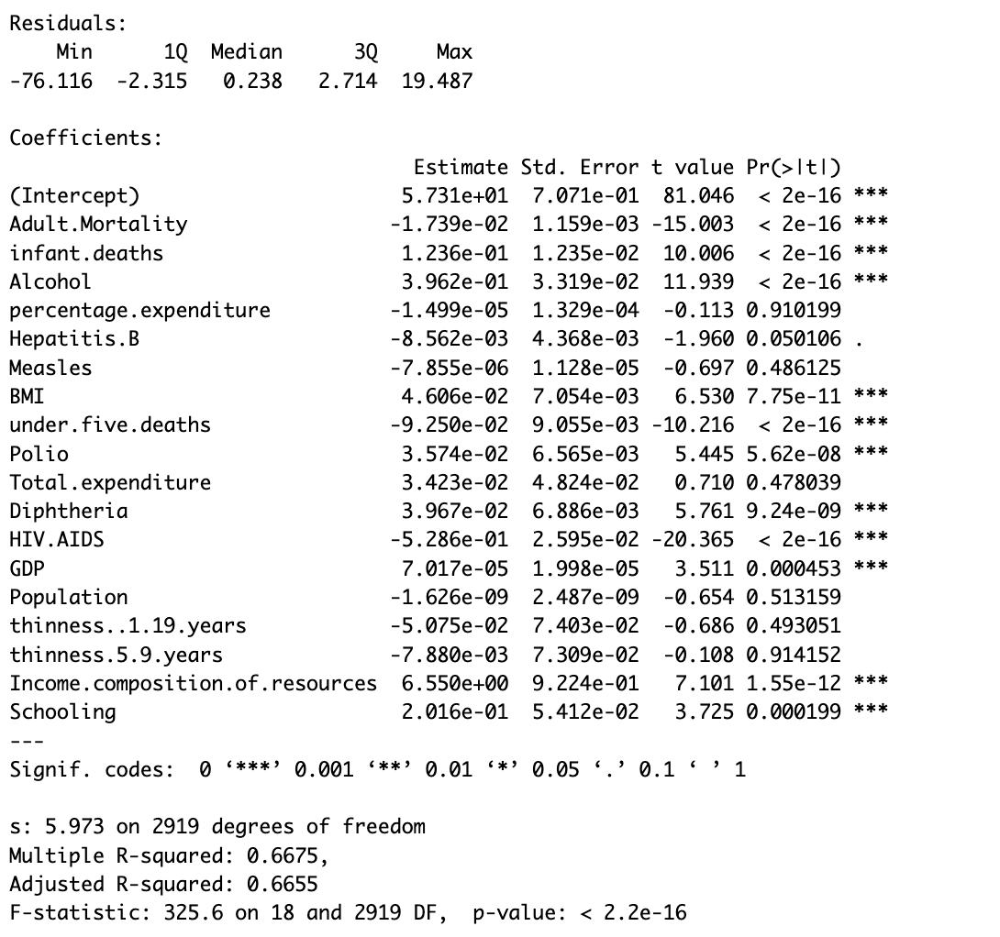 Residuals:
    Min      1Q  Median      3Q     Max
-76.116  -2.315   0.238   2.714  19.487

Coefficients:
                                  Estimate Std. Error t value Pr(>|t|)
(Intercept)                      5.731e+01  7.071e-01  81.046  < 2e-16 ***
Adult.Mortality                 -1.739e-02  1.159e-03 -15.003  < 2e-16 ***
infant.deaths                    1.236e-01  1.235e-02  10.006  < 2e-16 ***
Alcohol                          3.962e-01  3.319e-02  11.939  < 2e-16 ***
percentage.expenditure          -1.499e-05  1.329e-04  -0.113 0.910199
Hepatitis.B                     -8.562e-03  4.368e-03  -1.960 0.050106 .
Measles                         -7.855e-06  1.128e-05  -0.697 0.486125
BMI                              4.606e-02  7.054e-03   6.530 7.75e-11 ***
under.five.deaths               -9.250e-02  9.055e-03 -10.216  < 2e-16 ***
Polio                            3.574e-02  6.565e-03   5.445 5.62e-08 ***
Total.expenditure                3.423e-02  4.824e-02   0.710 0.478039
Diphtheria                       3.967e-02  6.886e-03   5.761 9.24e-09 ***
HIV.AIDS                        -5.286e-01  2.595e-02 -20.365  < 2e-16 ***
GDP                              7.017e-05  1.998e-05   3.511 0.000453 ***
Population                      -1.626e-09  2.487e-09  -0.654 0.513159
thinness..1.19.years            -5.075e-02  7.403e-02  -0.686 0.493051
thinness.5.9.years              -7.880e-03  7.309e-02  -0.108 0.914152
Income.composition.of.resources  6.550e+00  9.224e-01   7.101 1.55e-12 ***
Schooling                        2.016e-01  5.412e-02   3.725 0.000199 ***
---
Signif. codes:  0 ‘***’ 0.001 ‘**’ 0.01 ‘*’ 0.05 ‘.’ 0.1 ‘ ’ 1

s: 5.973 on 2919 degrees of freedom
Multiple R-squared: 0.6675,
Adjusted R-squared: 0.6655
F-statistic: 325.6 on 18 and 2919 DF,  p-value: < 2.2e-16